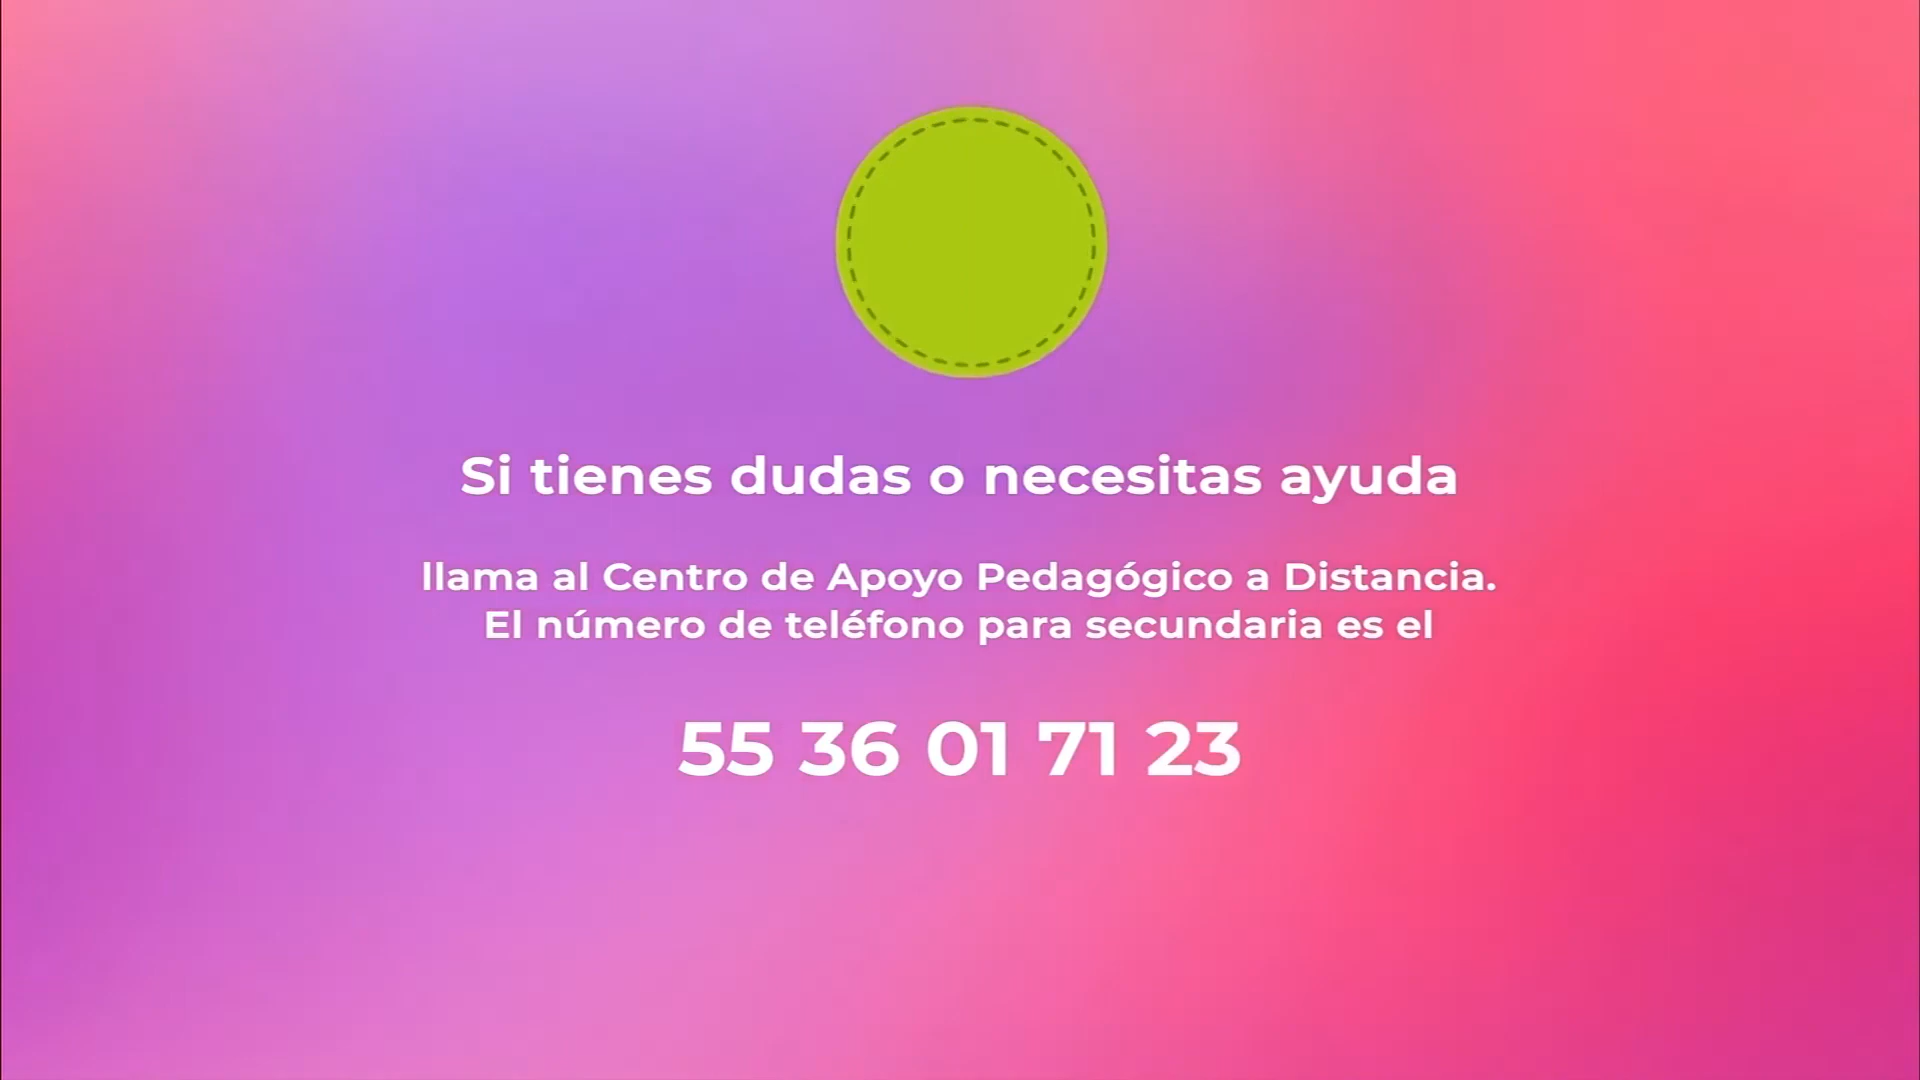 Si tienes dudas o necesitas ayuda
llama al Centro de Apoyo Pedagógico a Distancia.
El número de teléfono para secundaria es el
55 36 01 71 23